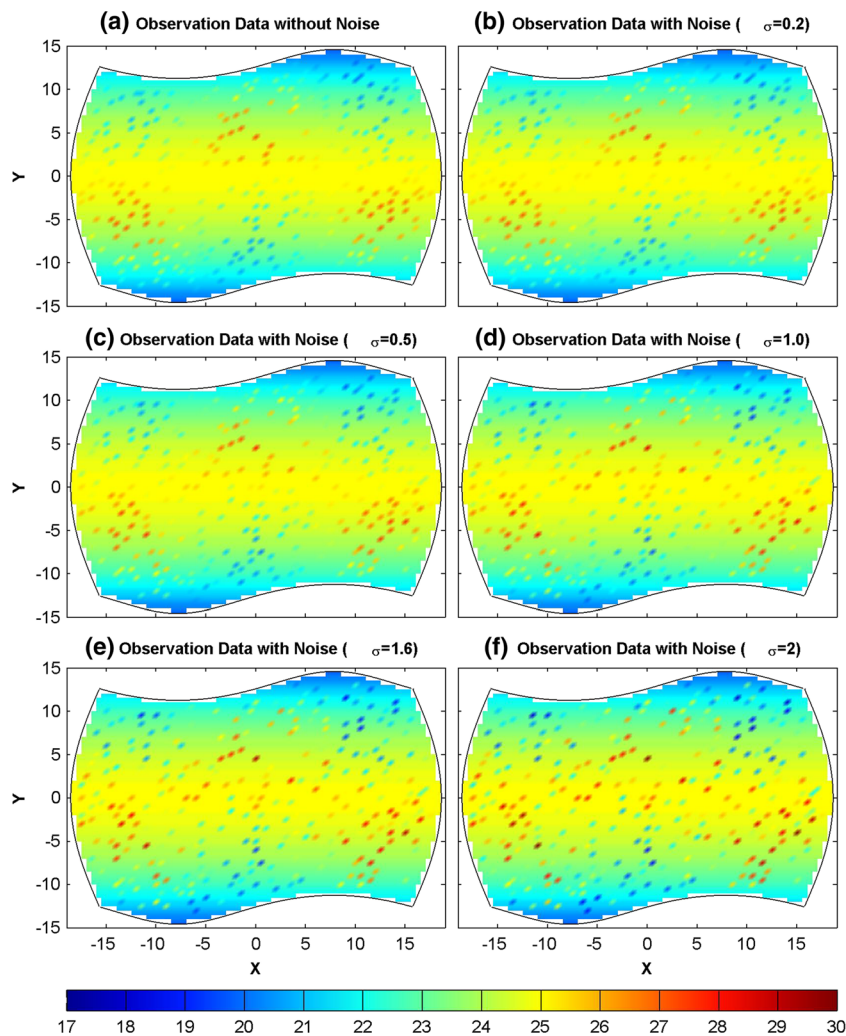 (a) Observation Data without Noise
(b) Observation Data with Noise ( σ=0.2)
15
10
5
0
-5
-10
-15
Y
(c) Observation Data with Noise ( σ=0.5)
(d) Observation Data with Noise ( σ=1.0)
15
10
5
0
-5
-10
-15
Y
(e) Observation Data with Noise ( σ=1.6)
(f) Observation Data with Noise ( σ=2)
15
10
5
0
-5
-10
-15
Y
-15 -10 -5 0 5 10 15
-15 -10 -5 0 5 10 15
X
X
17 18 19 20 21 22 23 24 25 26 27 28 29 30